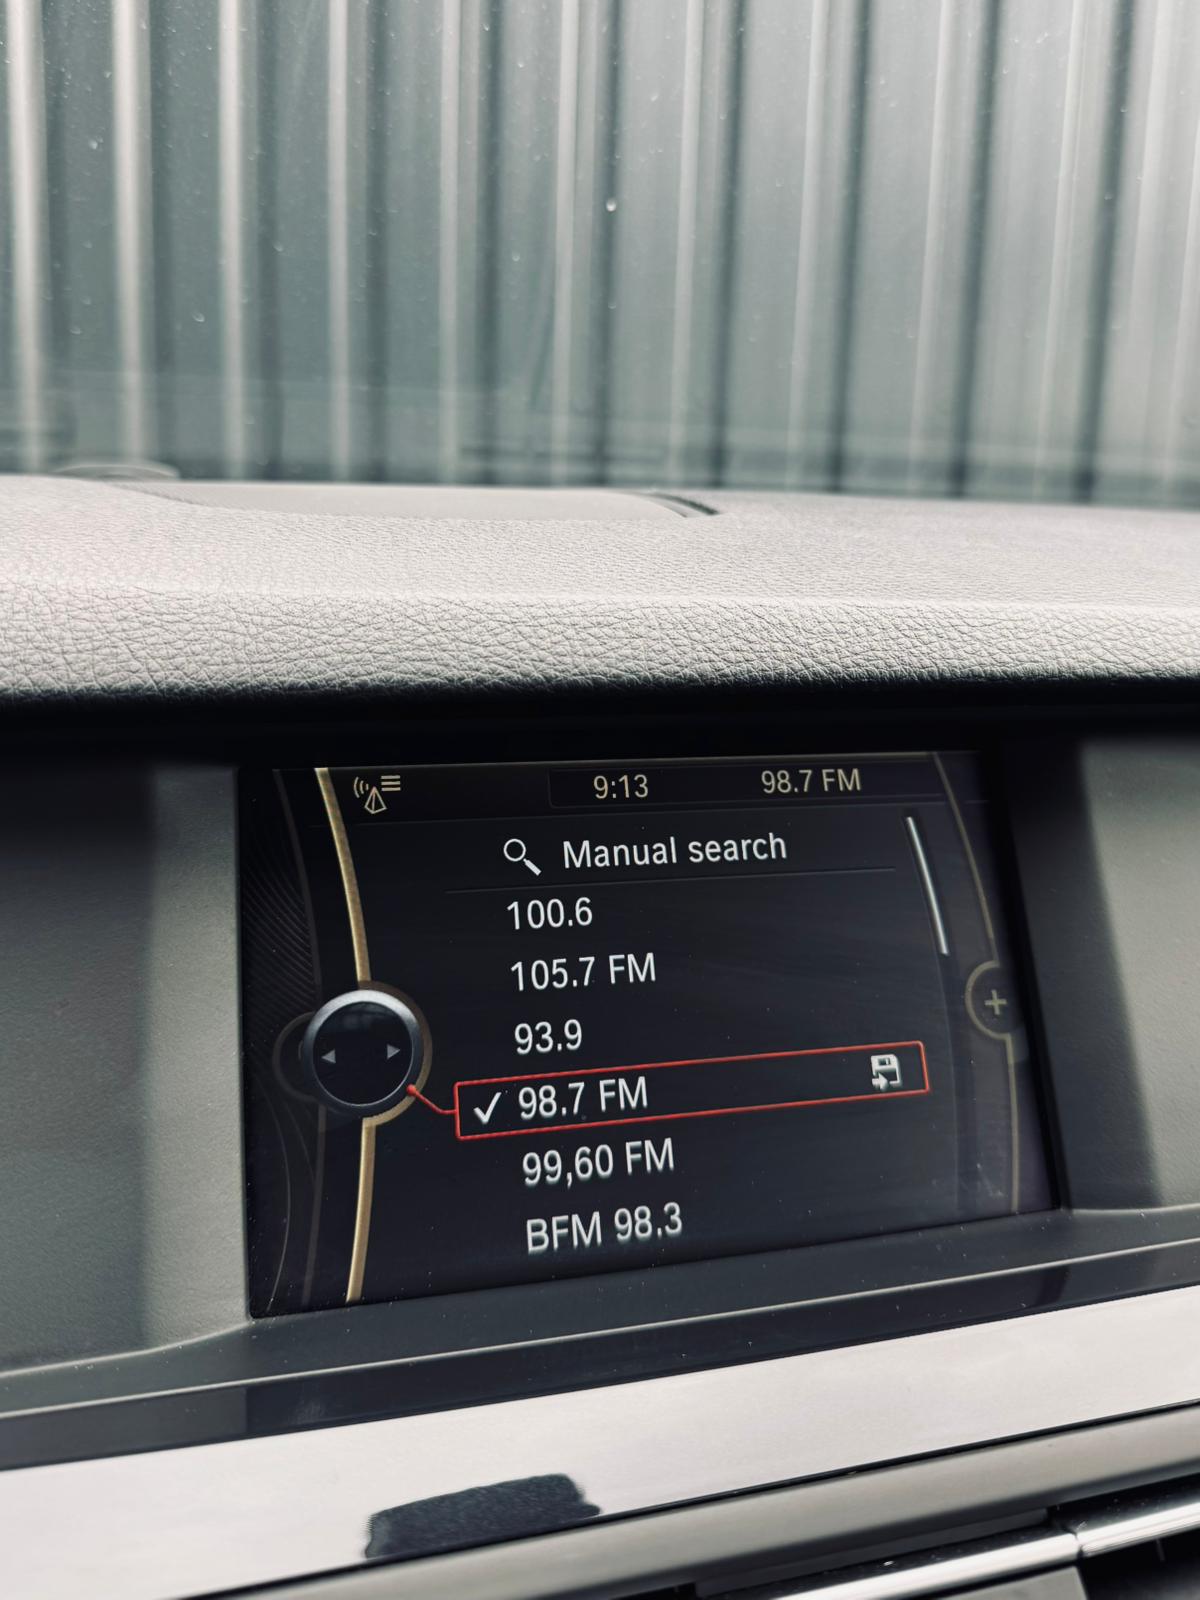 9:13
98.7 FM
Manual search
100.6
105.7 FM
93.9
98.7 FM
99,60 FM
BFM 98.3